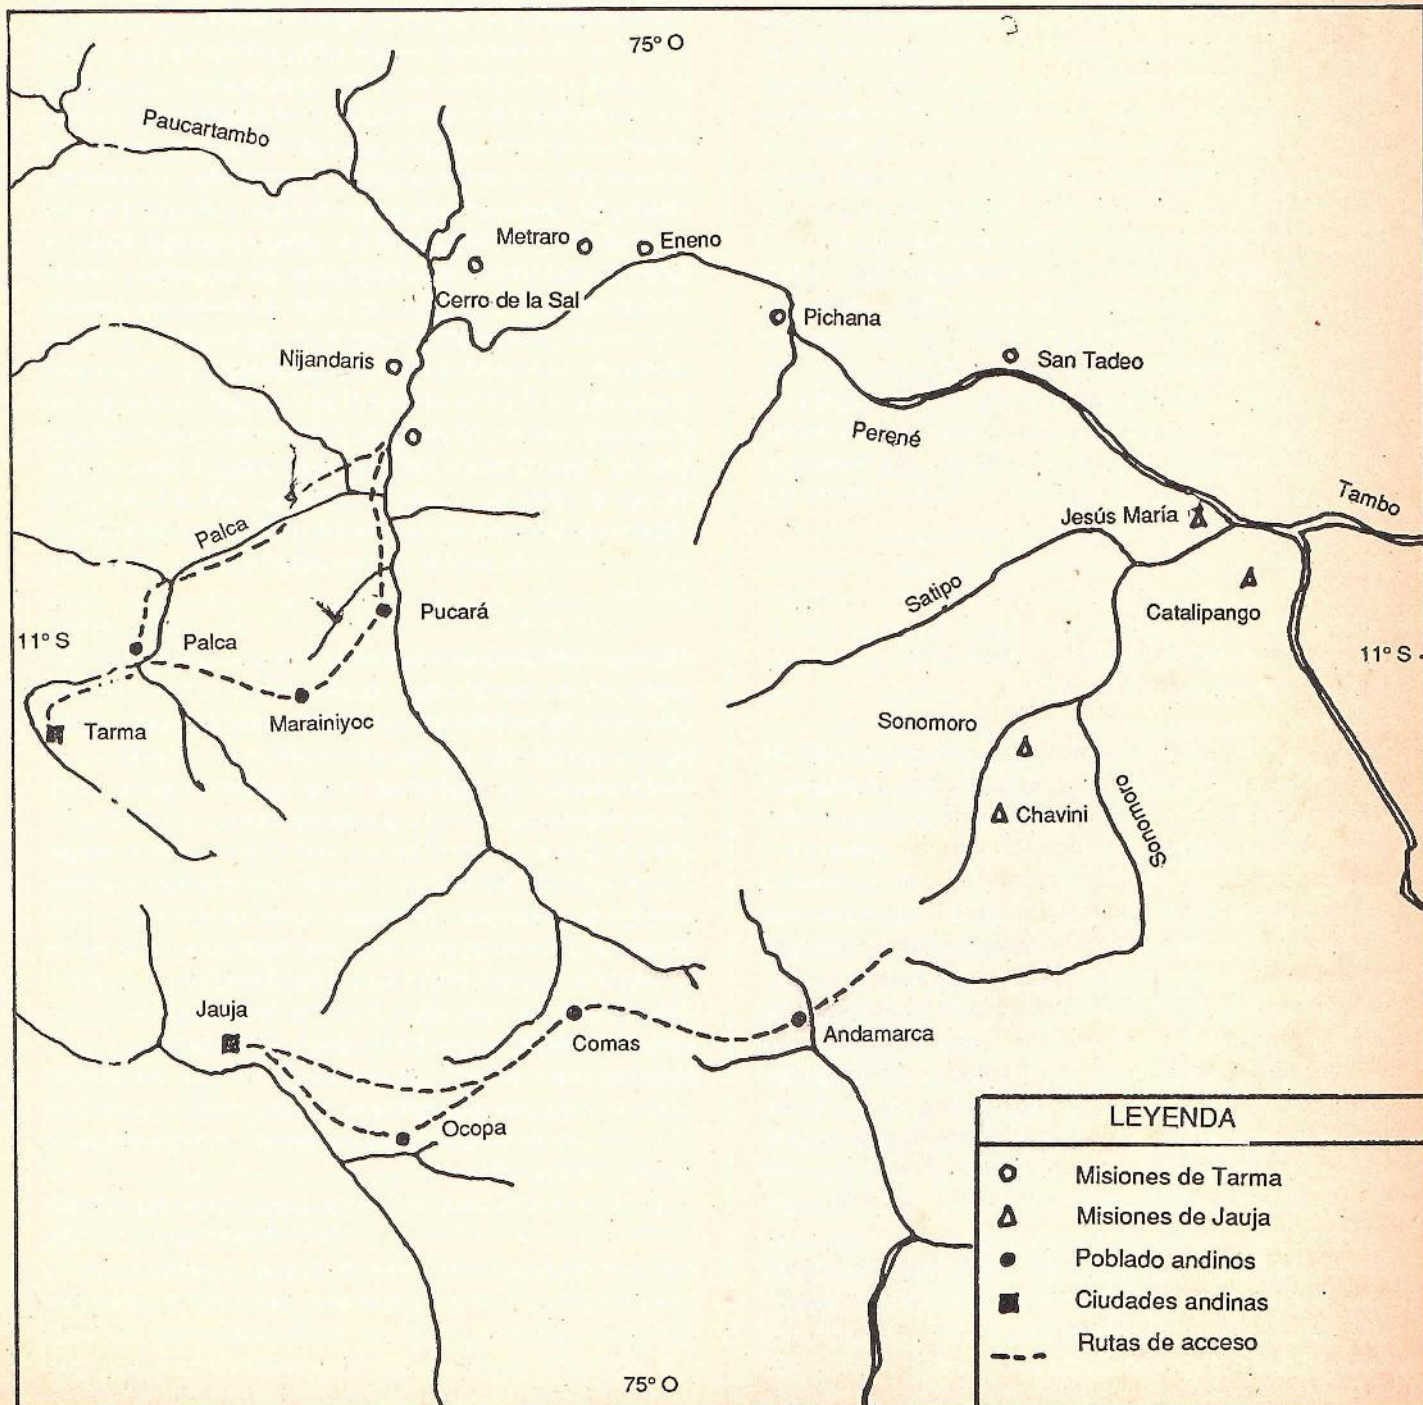 75° O
Paucartambo
Metraro
Eneno
Cerro de la Sal
Pichana
Nijandaris
San Tadeo
Perené
Tambo
Jesús María
Palca
Satipo
Catalipango
Pucará
11° S
Palca
11° S
Marainiyoc
Sonomoro
Tarma
Sonomoro
Chavini
Jauja
Comas
Andamarca
Ocopa
LEYENDA
Misiones de Tarma
Misiones de Jauja
Poblado andinos
Ciudades andinas
Rutas de acceso
75° O